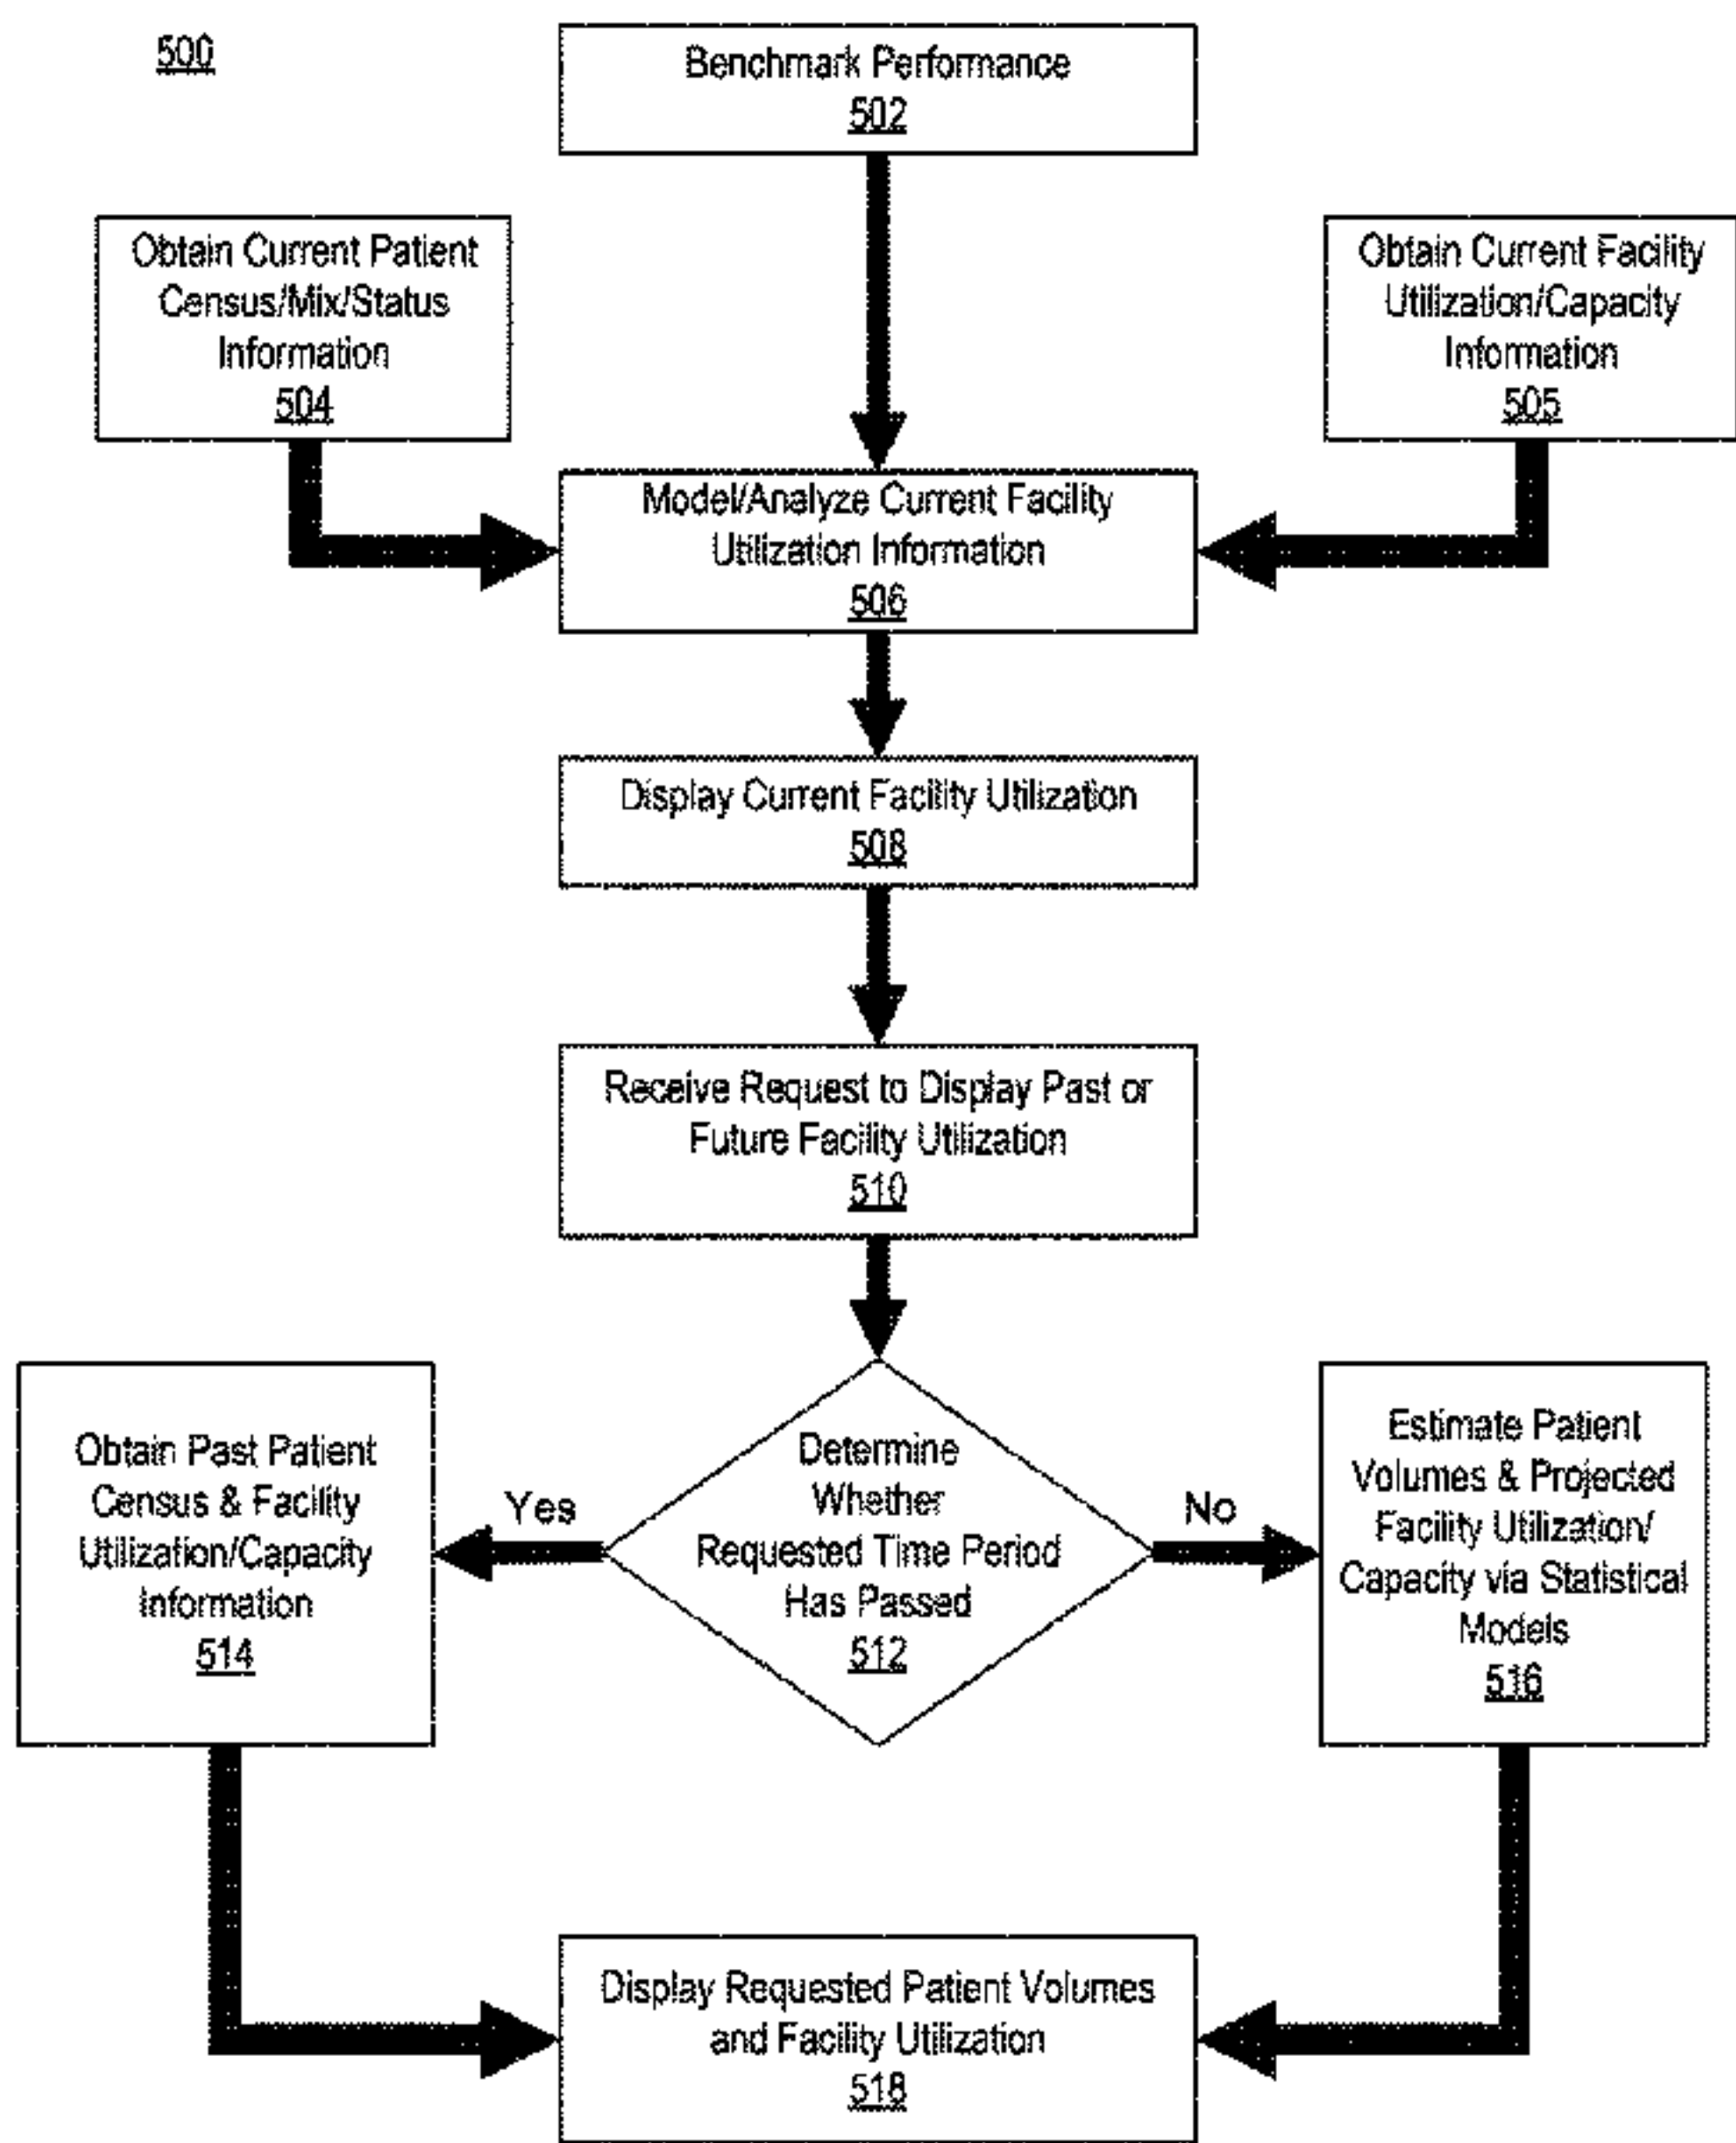 500
Benchmark Performance
502
Obtain Current Patient
Census/Mix/Status
Information
504
Obtain Current Facility
Utilization/Capacity
Information
505
Model/Analyze Current Facility
Utilization Information
506
Display Current Facility Utilization
508
Receive Request to Display Past or
Future Facility Utilization
510
Determine
Whether
Requested Time Period
Has Passed
512
Yes
No
Obtain Past Patient
Census & Facility
Utilization/Capacity
Information
514
Estimate Patient
Volumes & Projected
Facility Utilization/
Capacity via Statistical
Models
516
Display Requested Patient Volumes
and Facility Utilization
518